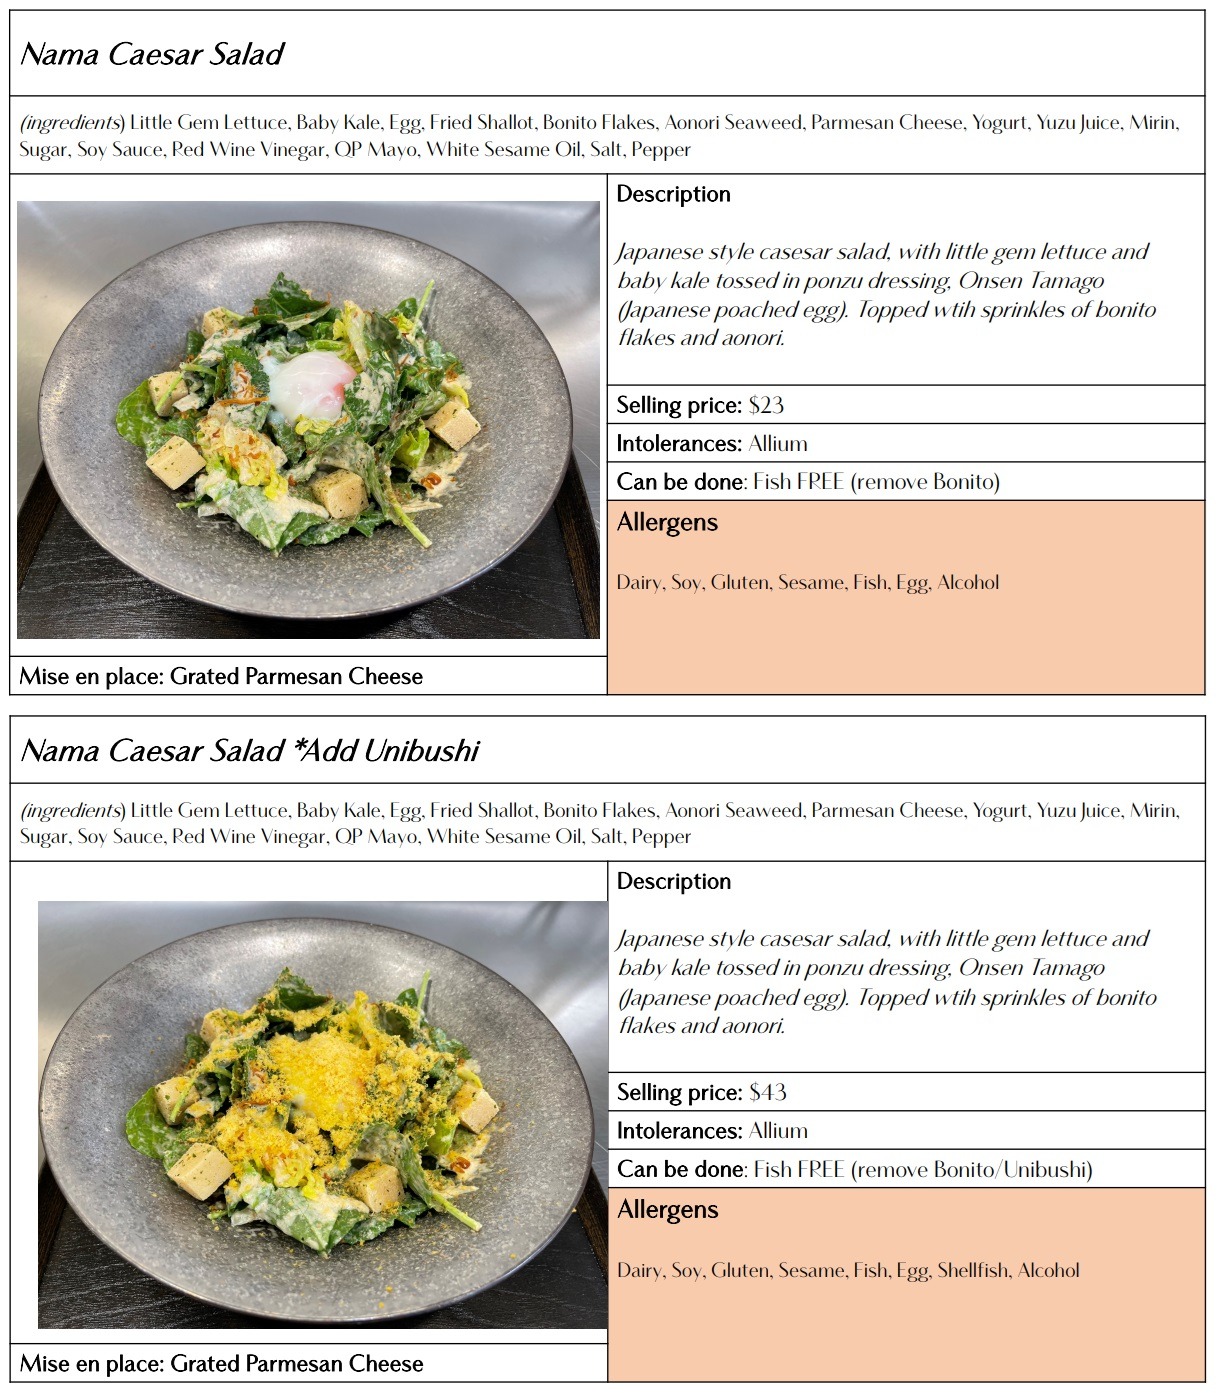 Nama Caesar Salad
(ingredients) Little Gem Lettuce, Baby Kale, Egg, Fried Shallot, Bonito Flakes, Aonori Seaweed, Parmesan Cheese, Yogurt, Yuzu Juice, Mirin,
Sugar, Soy Sauce, Red Wine Vinegar, QP Mayo, White Sesame Oil, Salt, Pepper
Description
Japanese style casesar salad, with little gem lettuce and
baby kale tossed in ponzu dressing, Onsen Tamago
(Japanese poached egg). Topped wtih sprinkles of bonito
flakes and aonori.
Selling price: $23
Intolerances: Allium
Can be done: Fish FREE (remove Bonito)
Allergens
Dairy, Soy, Gluten, Sesame, Fish, Egg, Alcohol
Mise en place: Grated Parmesan Cheese
Nama Caesar Salad *Add Unibushi
(ingredients) Little Gem Lettuce, Baby Kale, Egg, Fried Shallot, Bonito Flakes, Aonori Seaweed, Parmesan Cheese, Yogurt, Yuzu Juice, Mirin,
Sugar, Soy Sauce, Red Wine Vinegar, QP Mayo, White Sesame Oil, Salt, Pepper
Description
Japanese style casesar salad, with little gem lettuce and
baby kale tossed in ponzu dressing, Onsen Tamago
(Japanese poached egg). Topped wtih sprinkles of bonito
flakes and aonori.
Selling price: $43
Intolerances: Allium
Can be done: Fish FREE (remove Bonito/Unibushi)
Allergens
Dairy, Soy, Gluten, Sesame, Fish, Egg, Shellfish, Alcohol
Mise en place: Grated Parmesan Cheese